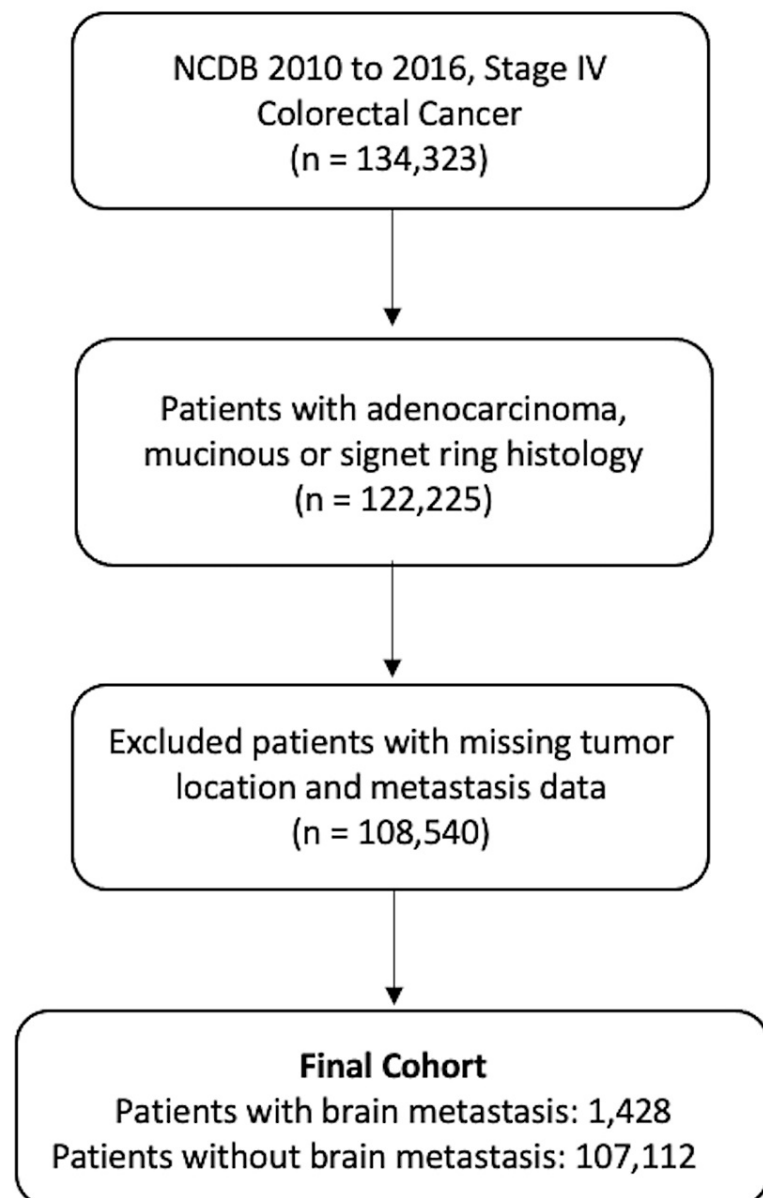 NCDB 2010 to 2016, Stage IV
Colorectal Cancer
(n = 134,323)
Patients with adenocarcinoma,
mucinous or signet ring histology
(n = 122,225)
Excluded patients with missing tumor
location and metastasis data
(n = 108,540)
Final Cohort
Patients with brain metastasis: 1,428
Patients without brain metastasis: 107,112